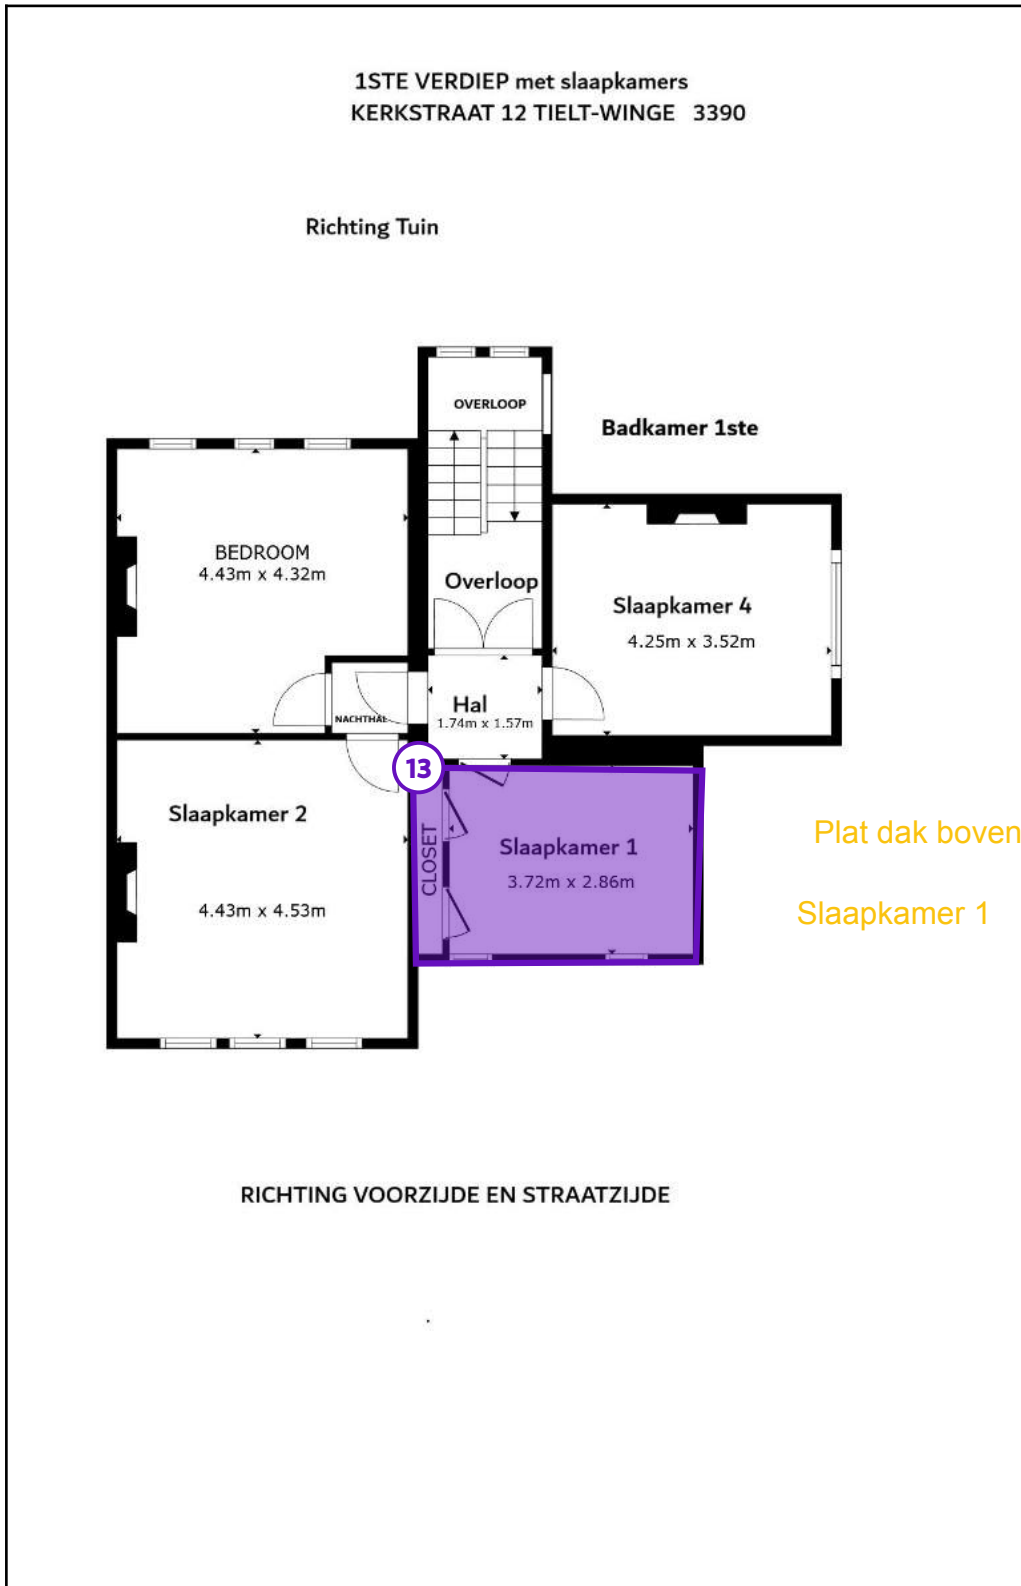 1STE VERDIEP met slaapkamers
KERKSTRAAT 12 TIELT-WINGE 3390
Richting Tuin
OVERLOOP
Badkamer 1ste
BEDROOM
4.43m x 4.32m
Overloop
Slaapkamer 4
4.25m x 3.52m
Hal
1.74m x 1.57m
NACHTHAL
13
Slaapkamer 2
4.43m x 4.53m
CLOSET
Slaapkamer 1
3.72m x 2.86m
Plat dak boven
Slaapkamer 1
RICHTING VOORZIJDE EN STRAATZIJDE